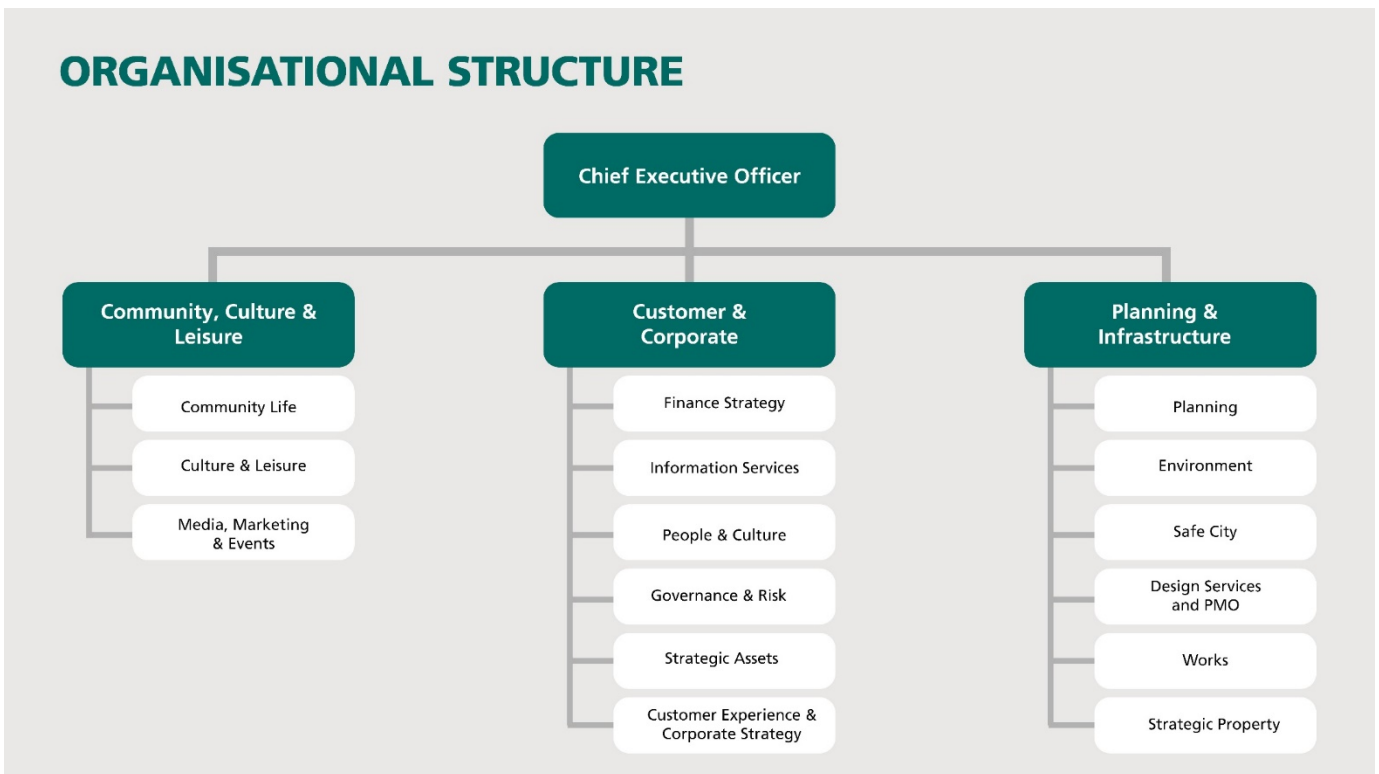 ORGANISATIONAL STRUCTURE
Chief Executive Officer
Community, Culture &
Leisure
Community Life
Culture & Leisure
Media, Marketing
& Events
Customer &
Corporate
Finance Strategy
Information Services
People & Culture
Governance & Risk
Strategic Assets
Customer Experience &
Corporate Strategy
Planning &
Infrastructure
Planning
Environment
Safe City
Design Services
and PMO
Works
Strategic Property